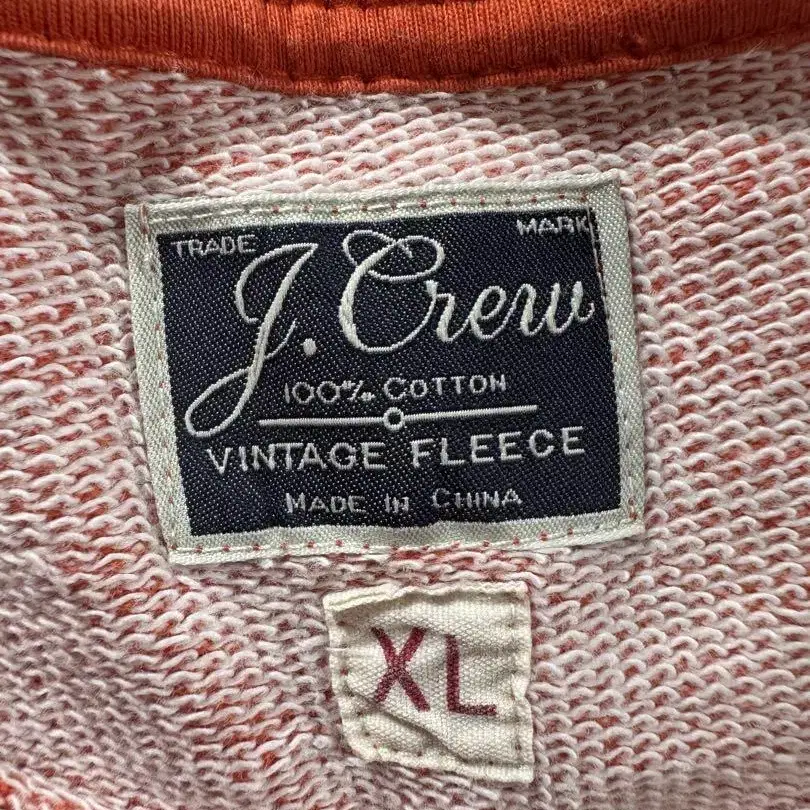 TRADE MARK
J. Crew
100% COTTON
VINTAGE FLEECE
MADE IN CHINA
XL